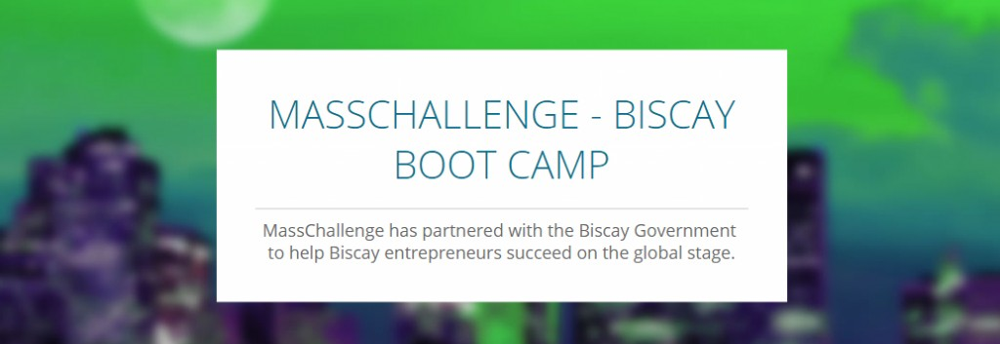 MASSCHALLENGE - BISCAY
BOOT CAMP
MassChallenge has partnered with the Biscay Government
to help Biscay entrepreneurs succeed on the global stage.